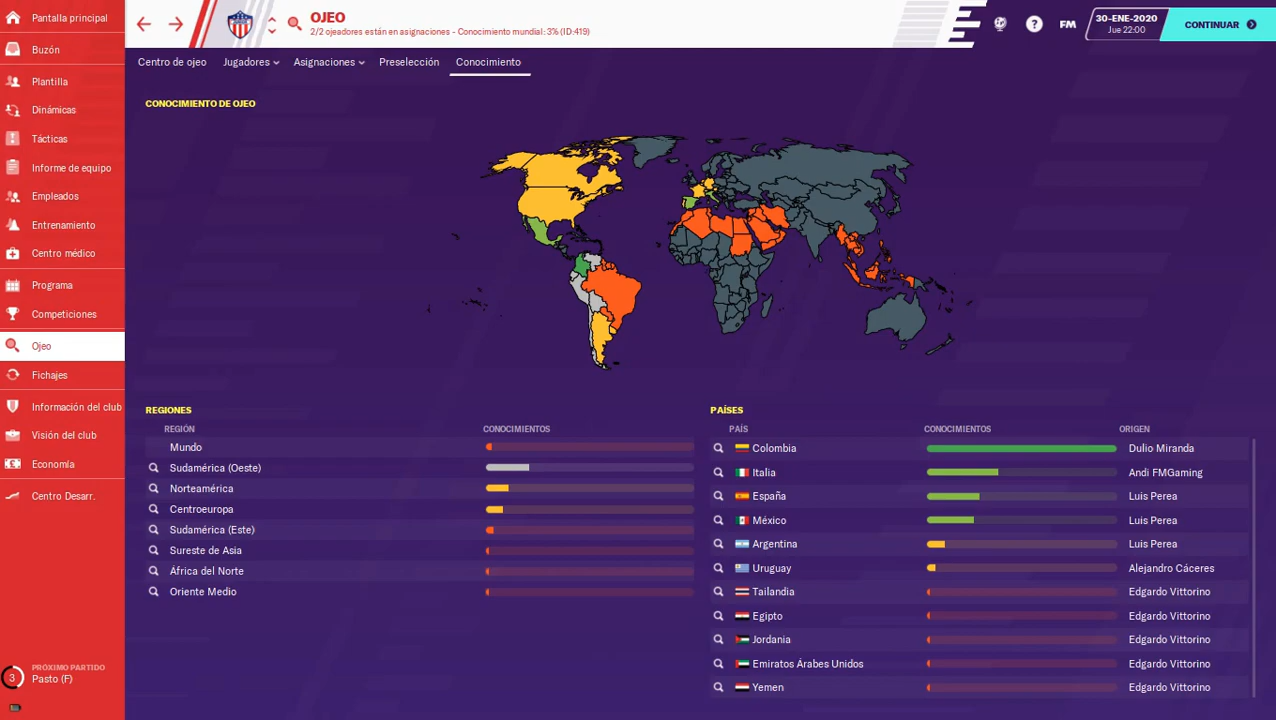 Pantalla principal
Buzón
Plantilla
Dinámicas
Tácticas
Informe de equipo
Empleados
Entrenamiento
Centro médico
Programa
Competiciones
Ojeo
Fichajes
Información del club
Visión del club
Economía
Centro Desarr.
3
PRÓXIMO PARTIDO
Pasto (F)
OJEO
2/2 ojeadores están en asignaciones - Conocimiento mundial: 3% (ID:419)
?
FM
30-ENE-2020
Jue 22:00
CONTINUAR
Centro de ojeo Jugadores Asignaciones Preselección Conocimiento
CONOCIMIENTO DE OJEO
REGIONES
REGIÓN CONOCIMIENTOS
Mundo
Sudamérica (Oeste)
Norteamérica
Centroeuropa
Sudamérica (Este)
Sureste de Asia
África del Norte
Oriente Medio
PAÍSES
PAÍS CONOCIMIENTOS ORIGEN
Colombia Dulio Miranda
Italia Andi FMGaming
España Luis Perea
México Luis Perea
Argentina Luis Perea
Uruguay Alejandro Cáceres
Tailandia Edgardo Vittorino
Egipto Edgardo Vittorino
Jordania Edgardo Vittorino
Emiratos Árabes Unidos Edgardo Vittorino
Yemen Edgardo Vittorino